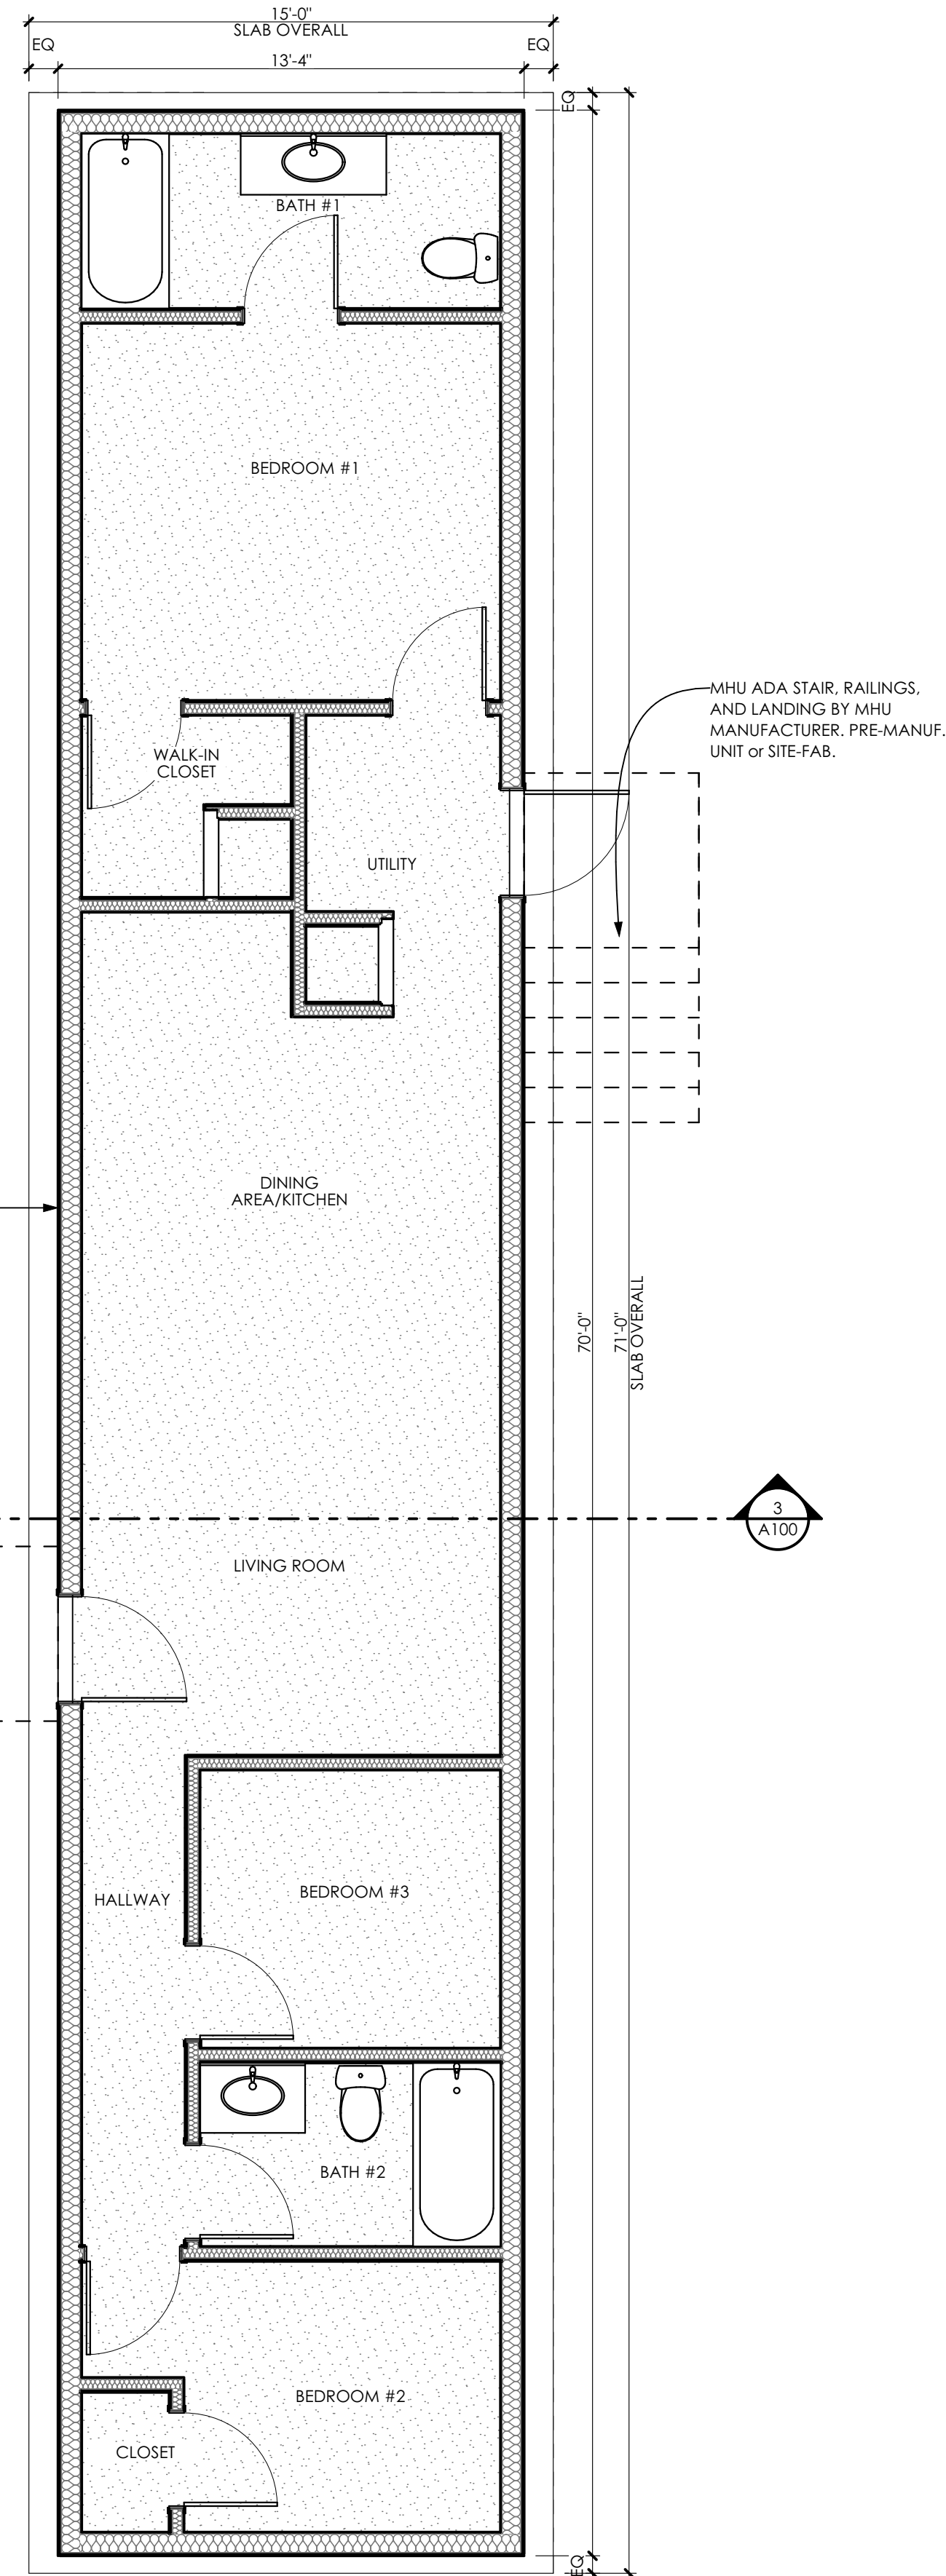 15'-0"
SLAB OVERALL
EQ
EQ
13'-4"
EQ
BATH #1
BEDROOM #1
MHU ADA STAIR, RAILINGS,
AND LANDING BY MHU
MANUFACTURER. PRE-MANUF.
UNIT or SITE-FAB.
WALK-IN
CLOSET
UTILITY
DINING
AREA/KITCHEN
70'-0"
71'-0"
SLAB OVERALL
3
A100
LIVING ROOM
HALLWAY
BEDROOM #3
BATH #2
BEDROOM #2
CLOSET
EQ